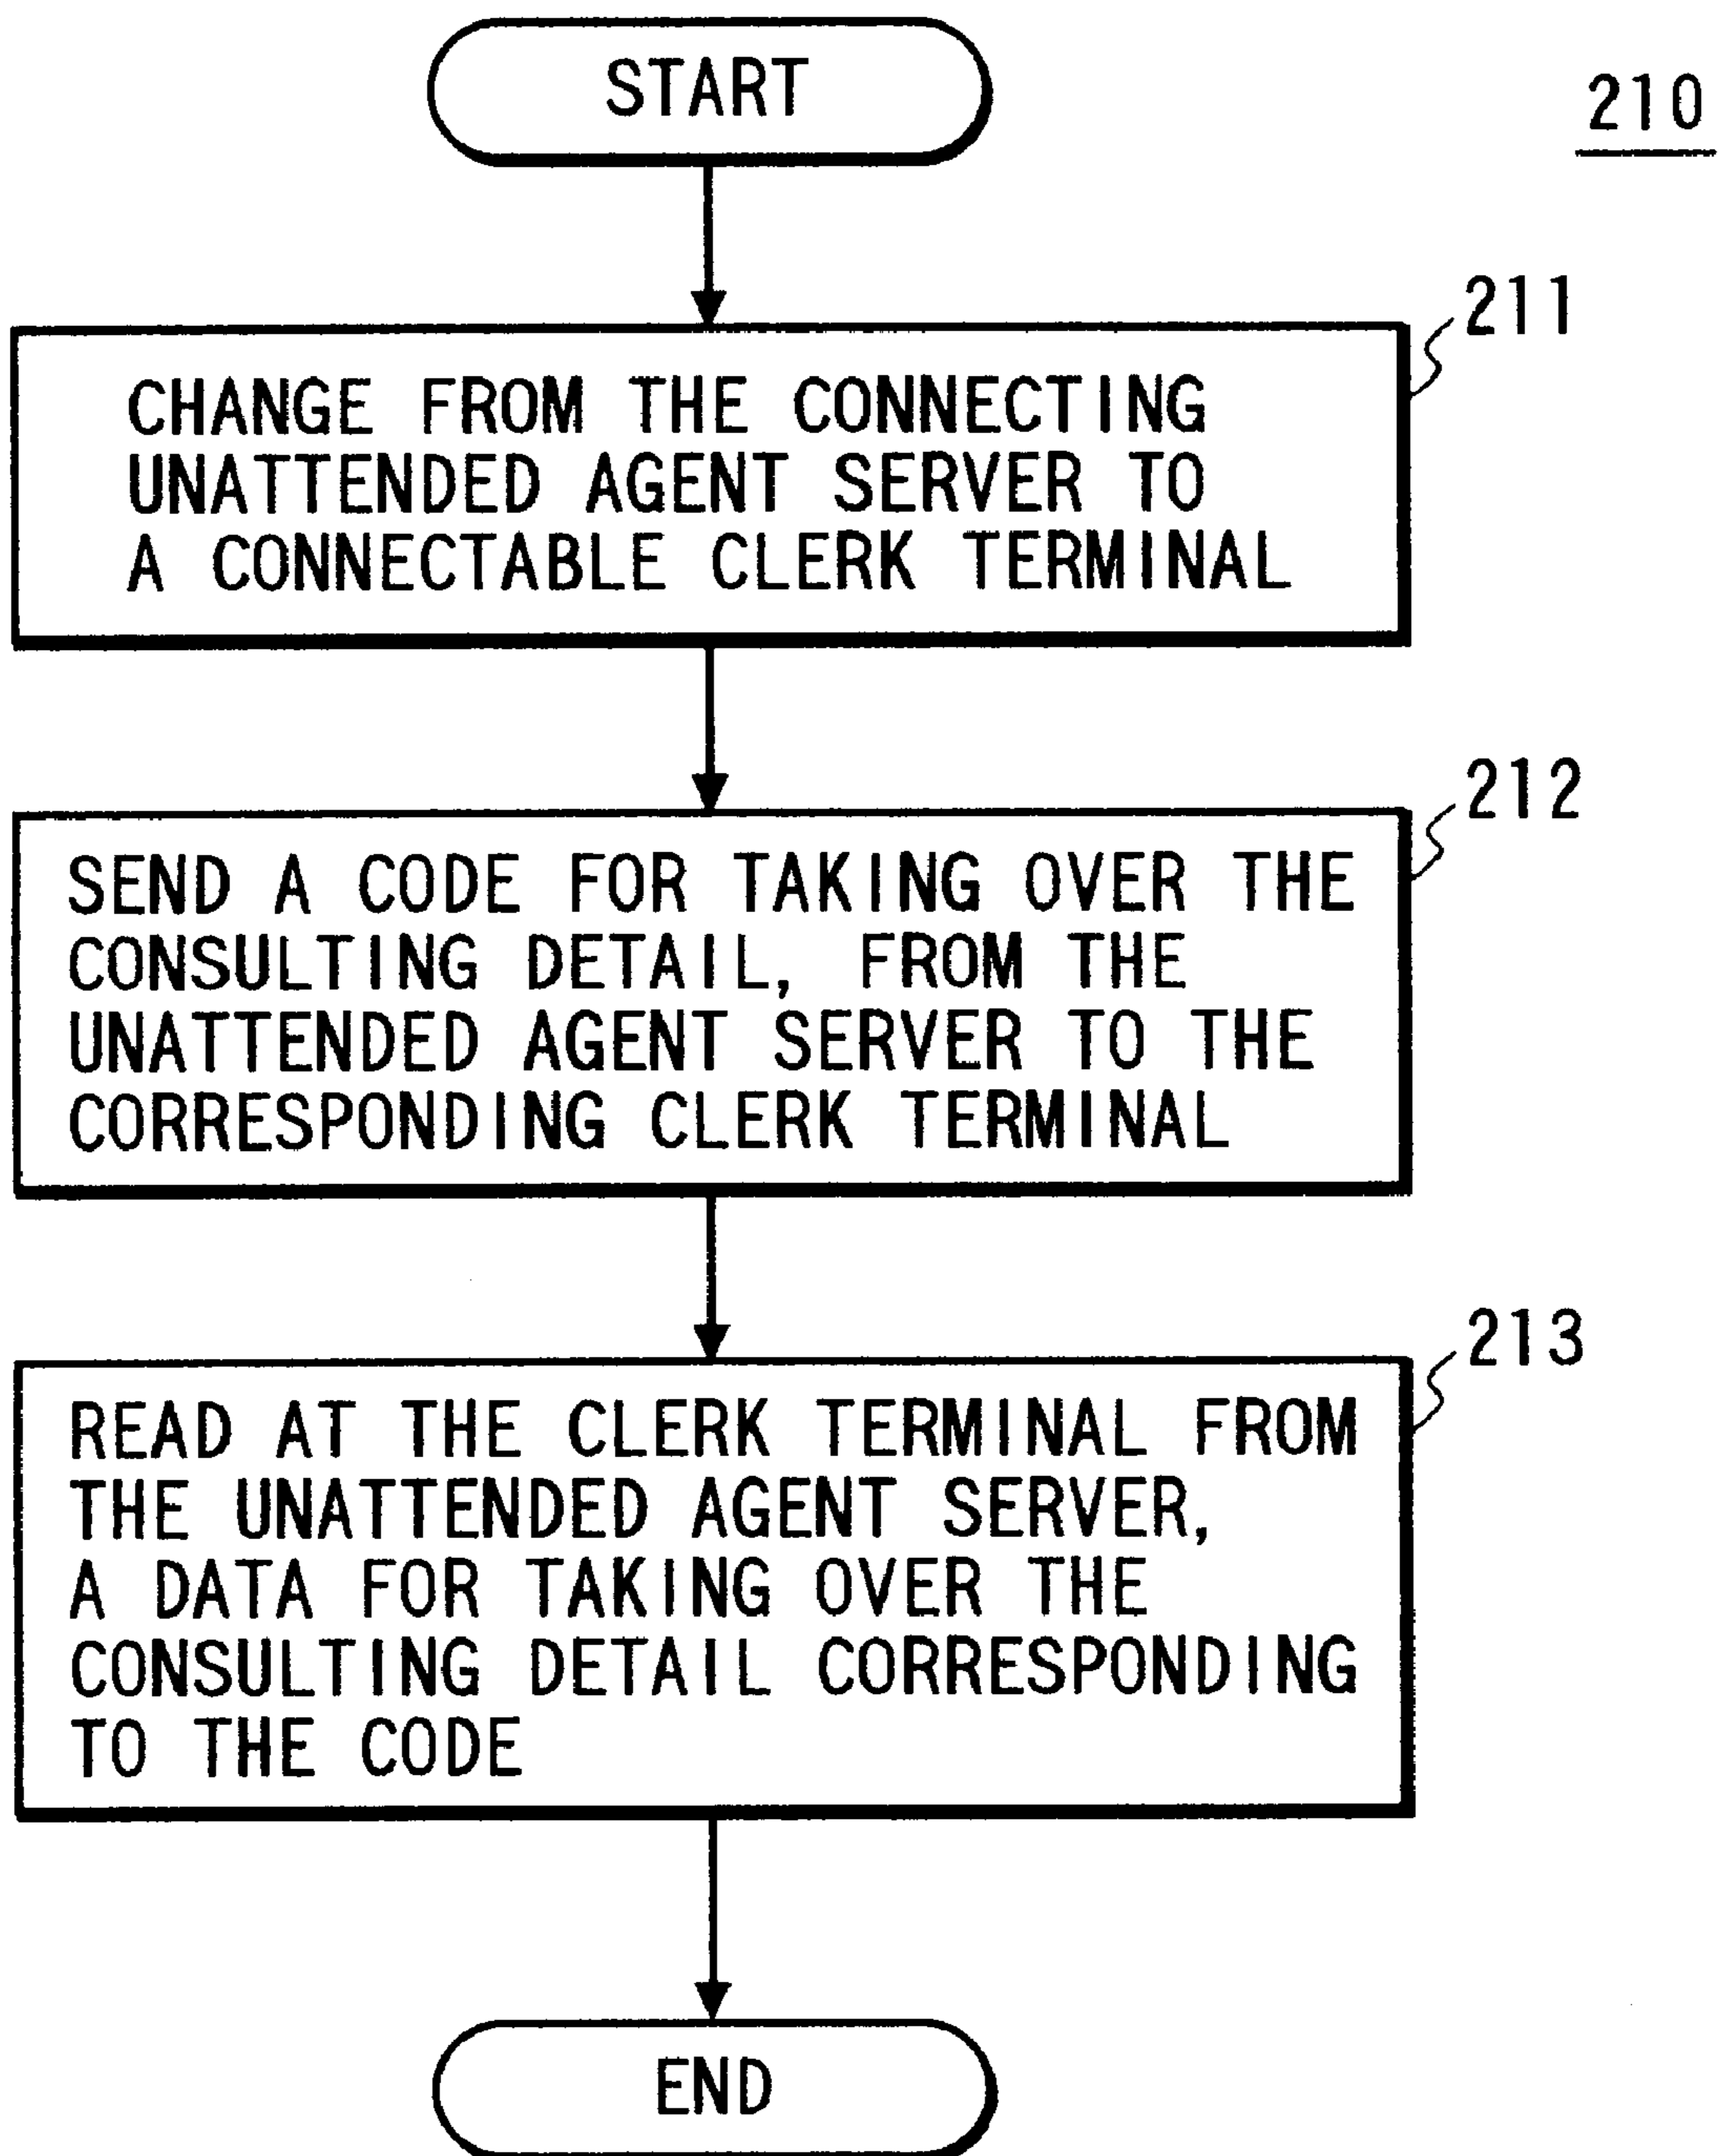 START
210
211
CHANGE FROM THE CONNECTING
UNATTENDED AGENT SERVER TO
A CONNECTABLE CLERK TERMINAL
212
SEND A CODE FOR TAKING OVER THE
CONSULTING DETAIL, FROM THE
UNATTENDED AGENT SERVER TO THE
CORRESPONDING CLERK TERMINAL
213
READ AT THE CLERK TERMINAL FROM
THE UNATTENDED AGENT SERVER,
A DATA FOR TAKING OVER THE
CONSULTING DETAIL CORRESPONDING
TO THE CODE
END